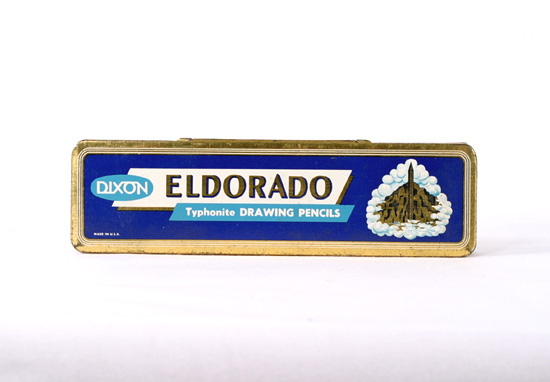 DIXON
ELDORADO
Typhonite DRAWING PENCILS
MADE IN U.S.A.